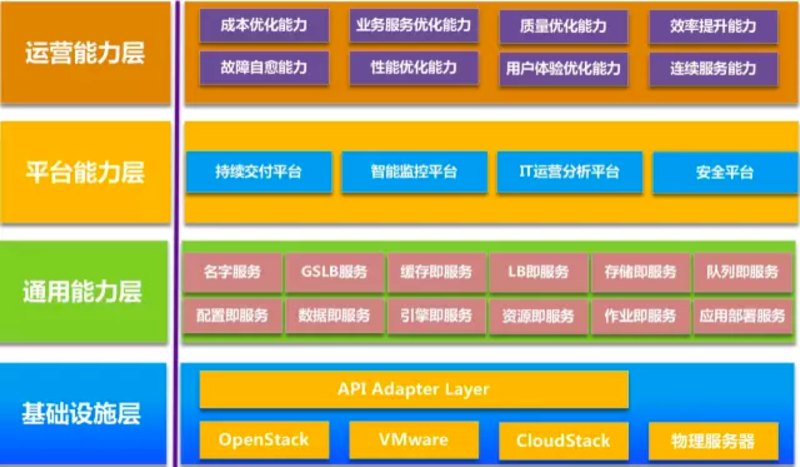 运营能力层
成本优化能力 业务服务优化能力 质量优化能力 效率提升能力
故障自愈能力 性能优化能力 用户体验优化能力 连续服务能力
平台能力层
持续交付平台 智能监控平台 IT运营分析平台 安全平台
通用能力层
名字服务 GSLB服务 缓存即服务 LB即服务 存储即服务 队列即服务
配置即服务 数据即服务 引擎即服务 资源即服务 作业即服务 应用部署服务
基础设施层
API Adapter Layer
OpenStack VMware CloudStack 物理服务器